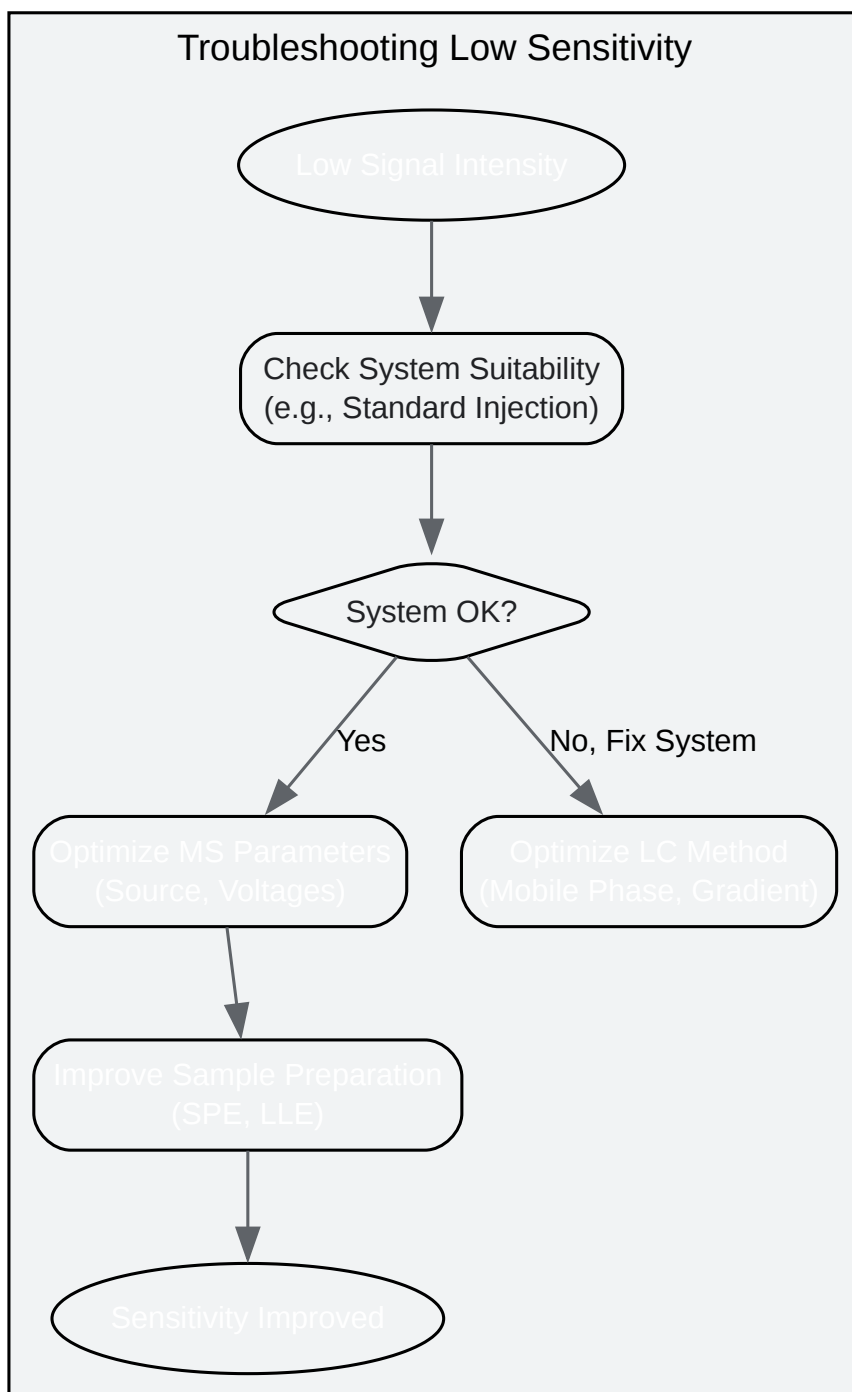 Troubleshooting Low Sensitivity
Low Signal Intensity
Check System Suitability
(e.g., Standard Injection)
System OK?
Yes
No, Fix System
Optimize MS Parameters
(Source, Voltages)
Optimize LC Method
(Mobile Phase, Gradient)
Improve Sample Preparation
(SPE, LLE)
Sensitivity Improved